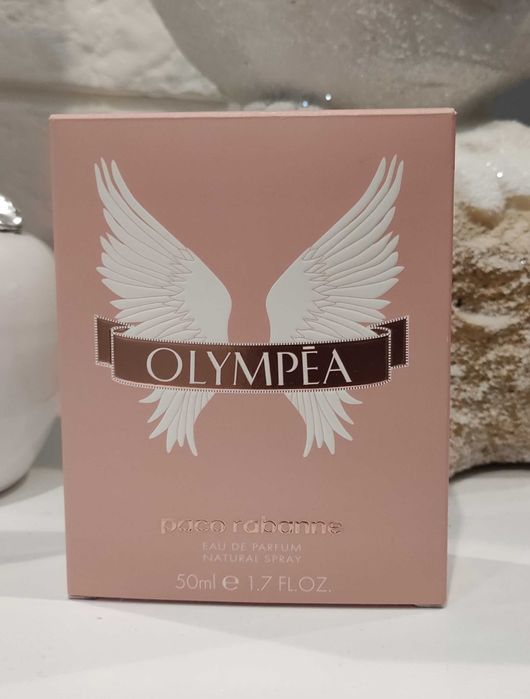 OLYMPĒA
paco rabanne
EAU DE PARFUM
NATURAL SPRAY
50ml ℮ 1.7 FL.OZ.